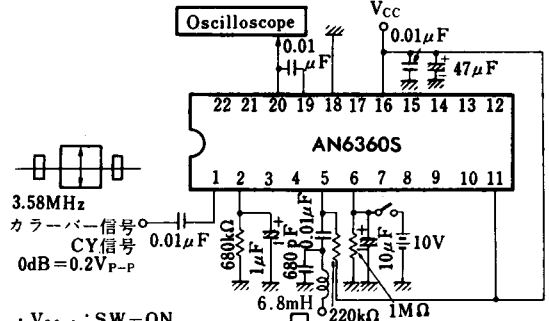 Oscilloscope
VCC
0.01
μF
0.01μF
47μF
22 21 20 19 18 17 16 15 14 13 12
AN6360S
1 2 3 4 5 6 7 8 9 10 11
3.58MHz
カラーバー信号
CY信号
0dB=0.2VP-P
0.01μF
680kΩ
1μF
680pF
0.01μF
10μF
10V
6.8mH
220kΩ
1MΩ
SW-ON